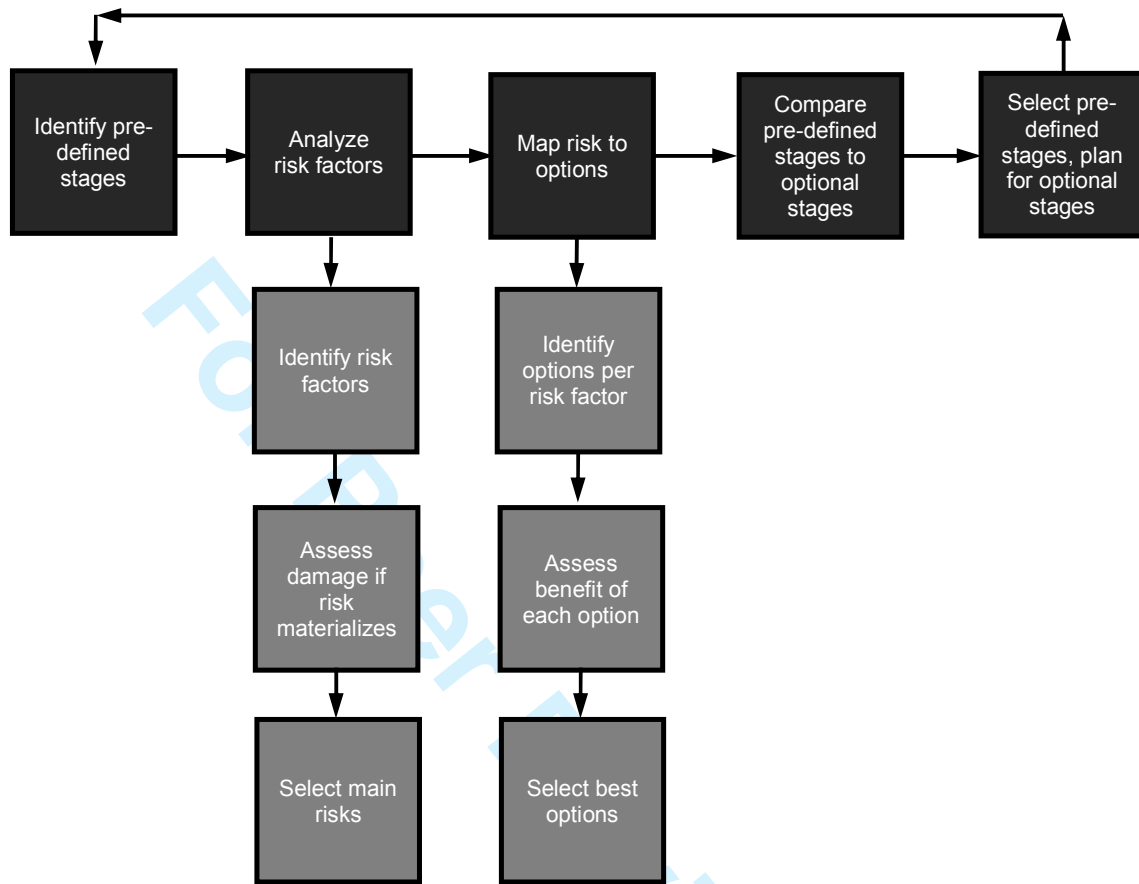 Identify pre-
defined
stages
Analyze
risk factors
Map risk to
options
Compare
pre-defined
stages to
optional
stages
Select pre-
defined
stages, plan
for optional
stages
Identify risk
factors
Identify
options per
risk factor
Assess
damage if
risk
materializes
Assess
benefit of
each option
Select main
risks
Select best
options